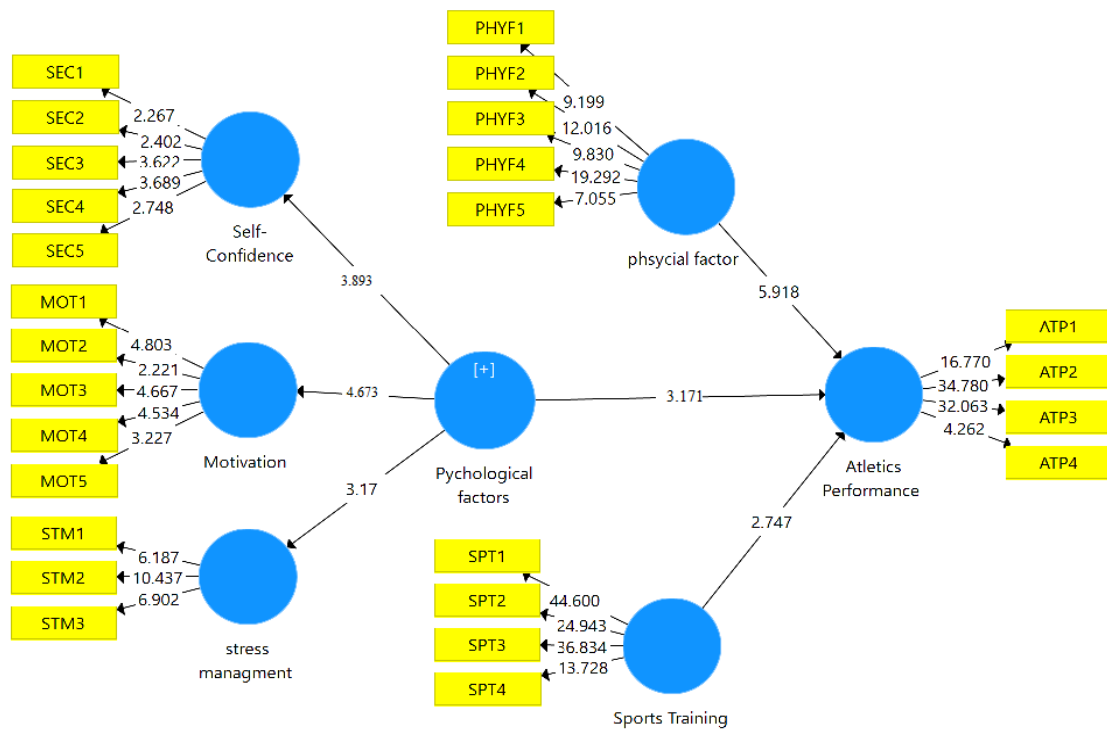 SEC1
SEC2
SEC3
SEC4
SEC5
2.267
2.402
3.622
3.689
2.748
Self-
Confidence
MOT1
MOT2
MOT3
MOT4
MOT5
4.803
2.221
4.667
4.534
3.227
Motivation
STM1
STM2
STM3
6.187
10.437
6.902
stress
managment
3.893
4.673
3.17
[+]
Pychological
factors
PHYF1
PHYF2
PHYF3
PHYF4
PHYF5
9.199
12.016
9.830
19.292
7.055
phsycial factor
5.918
3.171
2.747
SPT1
SPT2
SPT3
SPT4
44.600
24.943
36.834
13.728
Sports Training
Atletics
Performance
16.770
34.780
32.063
4.262
ATP1
ATP2
ATP3
ATP4